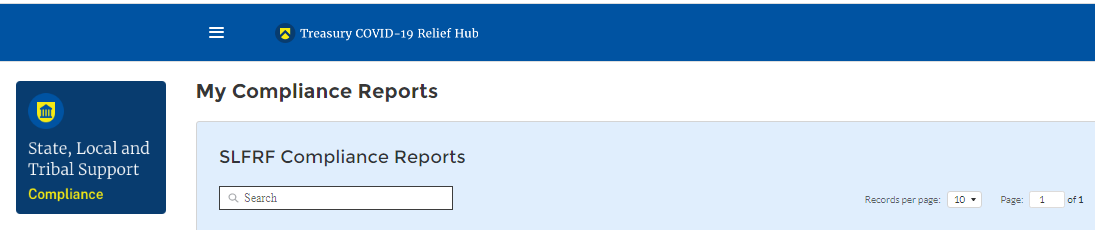 Treasury COVID-19 Relief Hub
My Compliance Reports
State, Local and
Tribal Support
Compliance
SLFRF Compliance Reports
Search
Records per page: 10 Page: 1 of 1